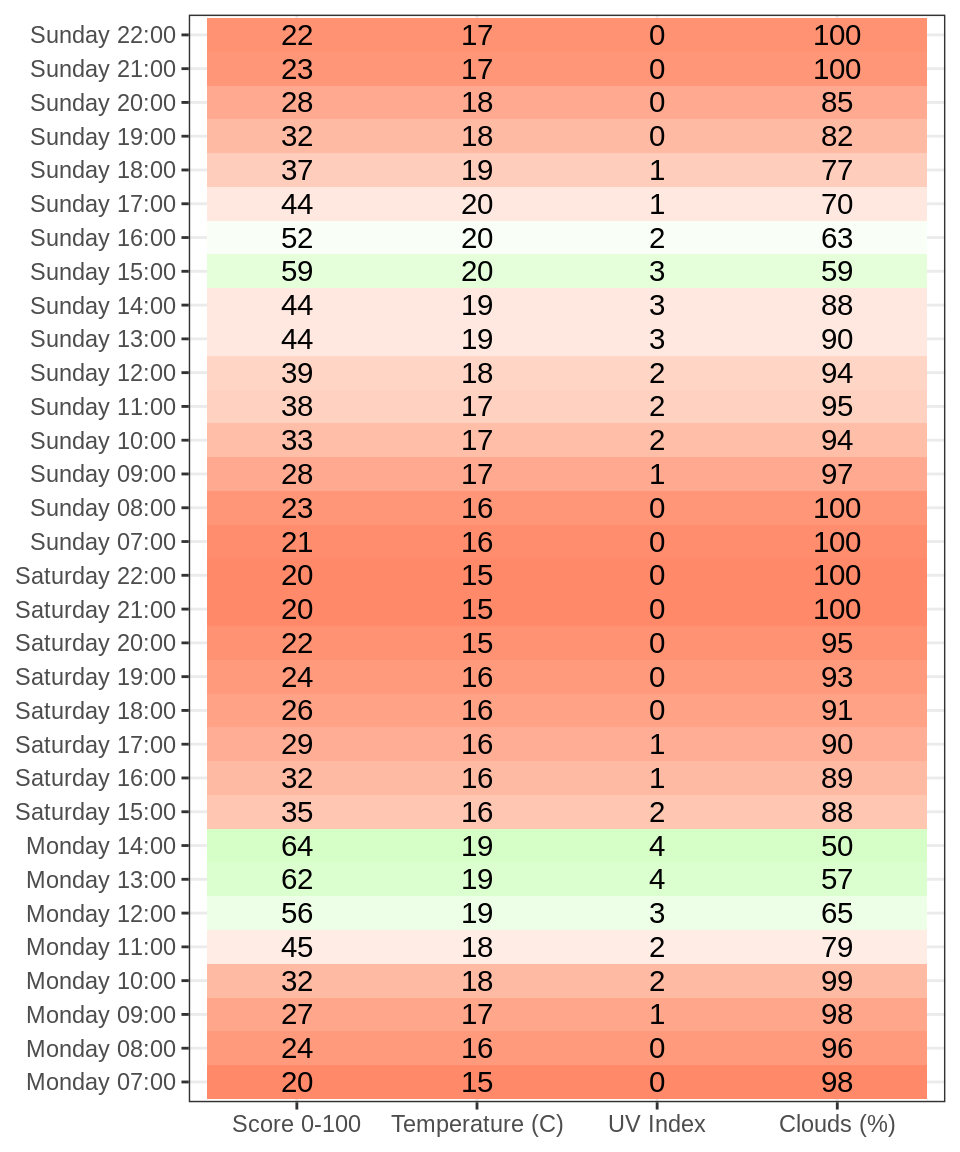 Sunday 22:00 22 17 0 100
Sunday 21:00 23 17 0 100
Sunday 20:00 28 18 0 85
Sunday 19:00 32 18 0 82
Sunday 18:00 37 19 1 77
Sunday 17:00 44 20 1 70
Sunday 16:00 52 20 2 63
Sunday 15:00 59 20 3 59
Sunday 14:00 44 19 3 88
Sunday 13:00 44 19 3 90
Sunday 12:00 39 18 2 94
Sunday 11:00 38 17 2 95
Sunday 10:00 33 17 2 94
Sunday 09:00 28 17 1 97
Sunday 08:00 23 16 0 100
Sunday 07:00 21 16 0 100
Saturday 22:00 20 15 0 100
Saturday 21:00 20 15 0 100
Saturday 20:00 22 15 0 95
Saturday 19:00 24 16 0 93
Saturday 18:00 26 16 0 91
Saturday 17:00 29 16 1 90
Saturday 16:00 32 16 1 89
Saturday 15:00 35 16 2 88
Monday 14:00 64 19 4 50
Monday 13:00 62 19 4 57
Monday 12:00 56 19 3 65
Monday 11:00 45 18 2 79
Monday 10:00 32 18 2 99
Monday 09:00 27 17 1 98
Monday 08:00 24 16 0 96
Monday 07:00 20 15 0 98
Score 0-100 Temperature (C) UV Index Clouds (%)